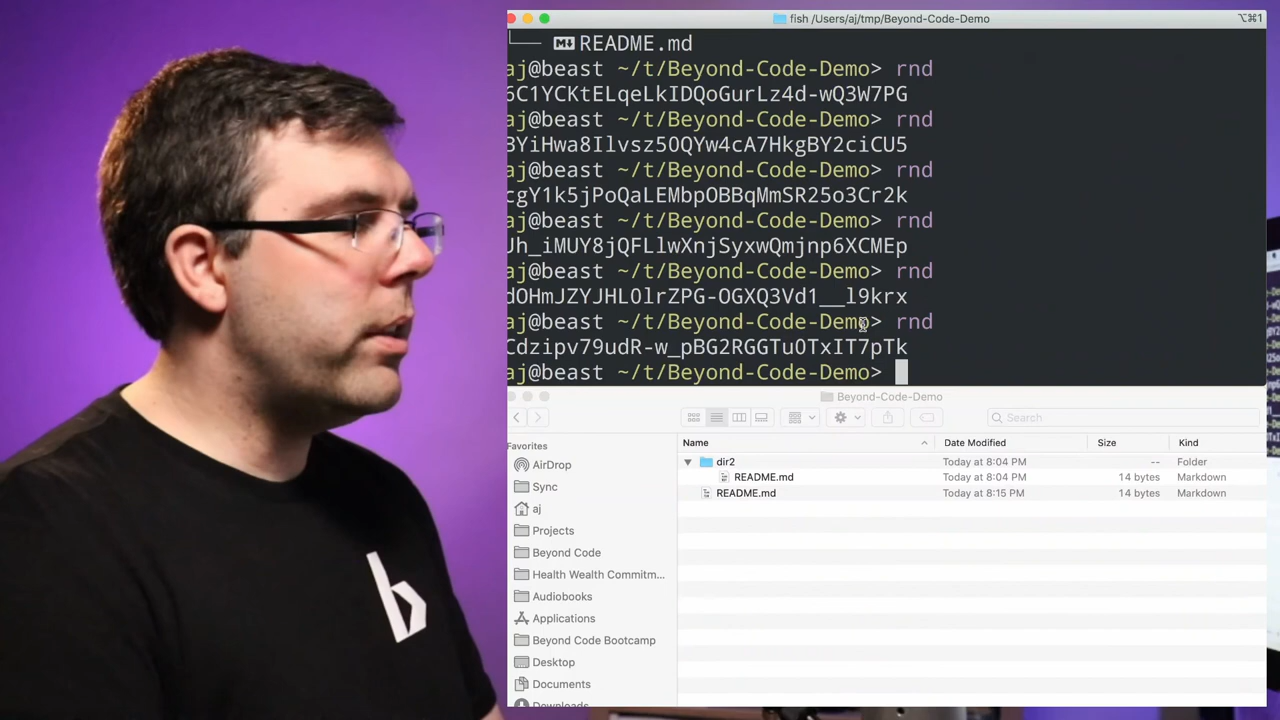 fish /Users/aj/tmp/Beyond-Code-Demo
⌥⌘1
README.md
aj@beast ~/t/Beyond-Code-Demo> rnd
6C1YCKtELqeLkIDQoGurLz4d-wQ3W7PG
aj@beast ~/t/Beyond-Code-Demo> rnd
BYiHwa8Ilvsz5OQYw4cA7HkgBY2ciCU5
aj@beast ~/t/Beyond-Code-Demo> rnd
cgY1k5jPoQaLEMbpOBBqMmSR25o3Cr2k
aj@beast ~/t/Beyond-Code-Demo> rnd
Uh_iMUY8jQFLlwXnjSyxwQmjnp6XCMEp
aj@beast ~/t/Beyond-Code-Demo> rnd
dOHmJZYJHL0lrZPG-OGXQ3Vd1__l9krx
aj@beast ~/t/Beyond-Code-Demo> rnd
Cdzipv79udR-w_pBG2RGGTu0TxIT7pTk
aj@beast ~/t/Beyond-Code-Demo>
Beyond-Code-Demo
Search
Favorites
AirDrop
Sync
aj
Projects
Beyond Code
Health Wealth Commitm...
Audiobooks
Applications
Beyond Code Bootcamp
Desktop
Documents
Downloads
Name Date Modified Size Kind
dir2 Today at 8:04 PM -- Folder
README.md Today at 8:04 PM 14 bytes Markdown
README.md Today at 8:15 PM 14 bytes Markdown
b